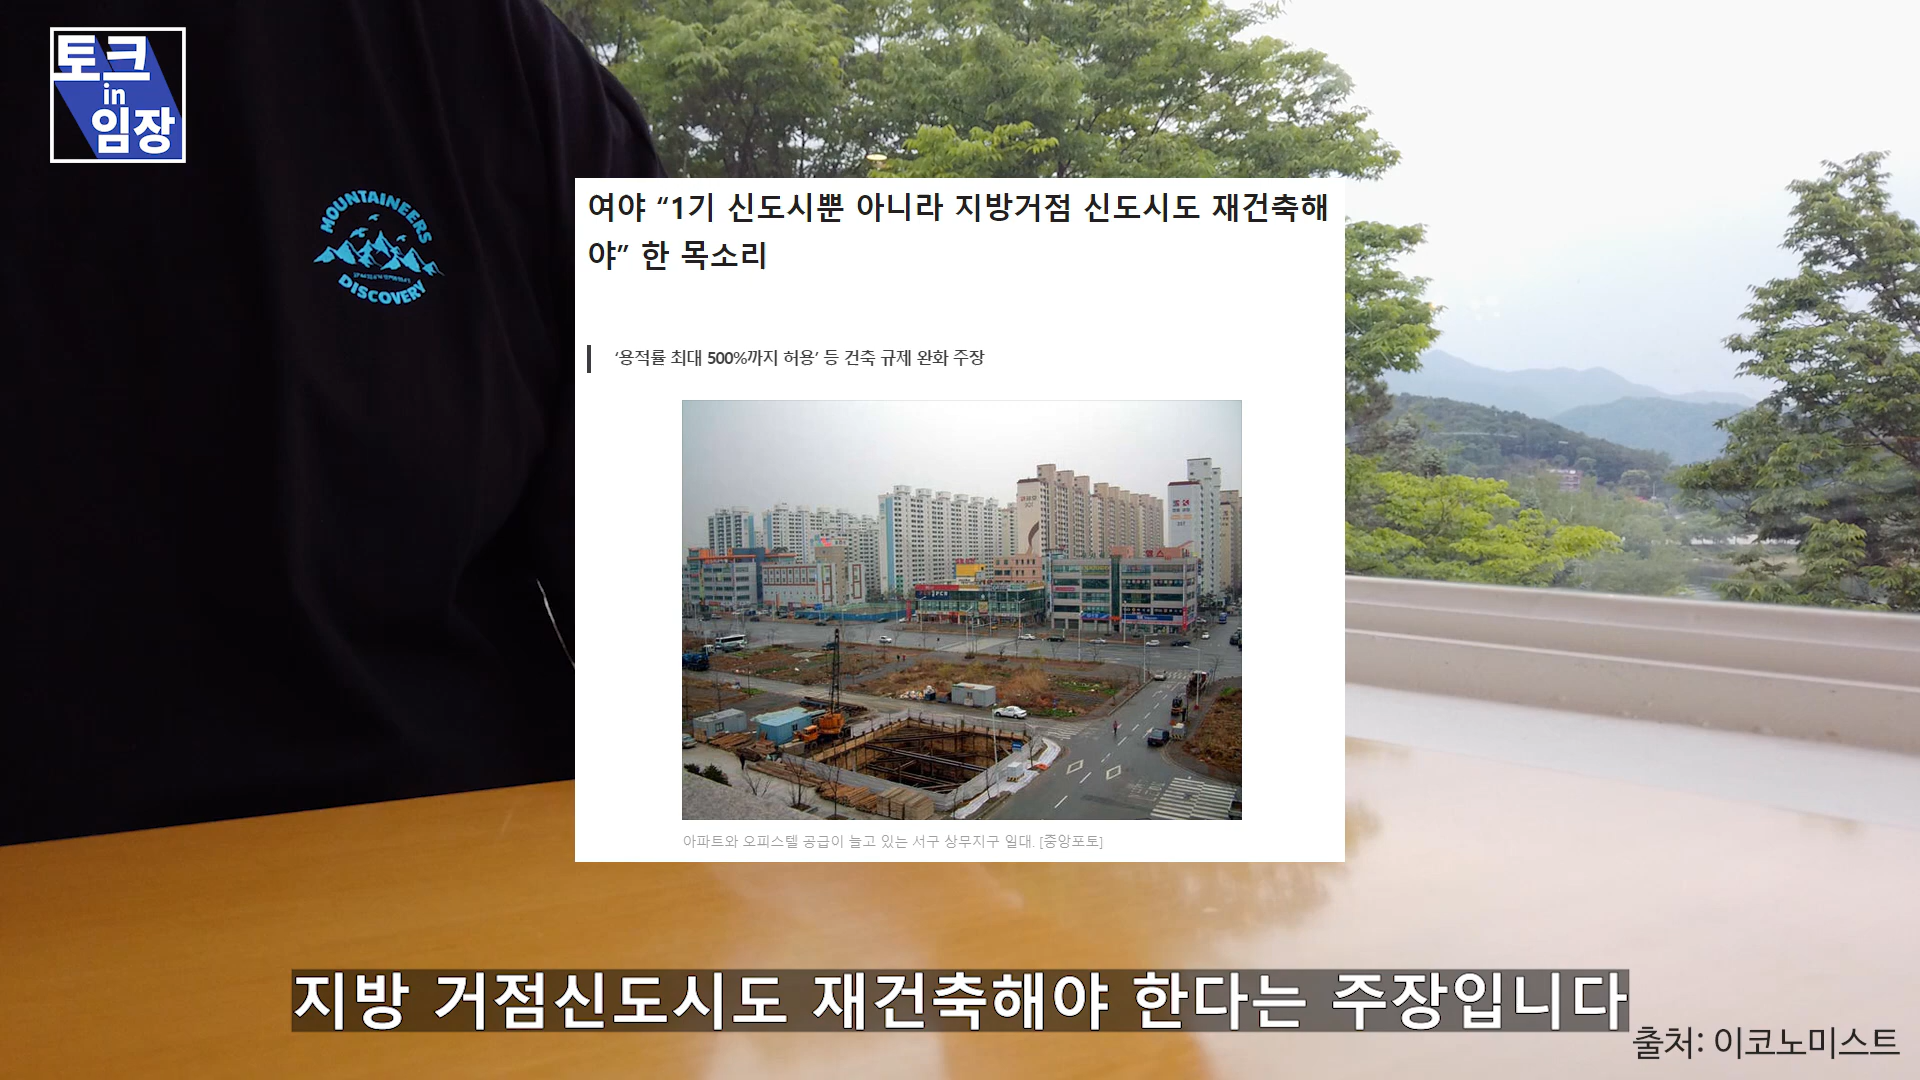 토크
in
임장
MOUNTAINEERS
DISCOVERY
여야 “1기 신도시뿐 아니라 지방거점 신도시도 재건축해
야” 한 목소리
‘용적률 최대 500%까지 허용’ 등 건축 규제 완화 주장
아파트와 오피스텔 공급이 늘고 있는 서구 상무지구 일대. [중앙포토]
지방 거점신도시도 재건축해야 한다는 주장입니다
출처: 이코노미스트